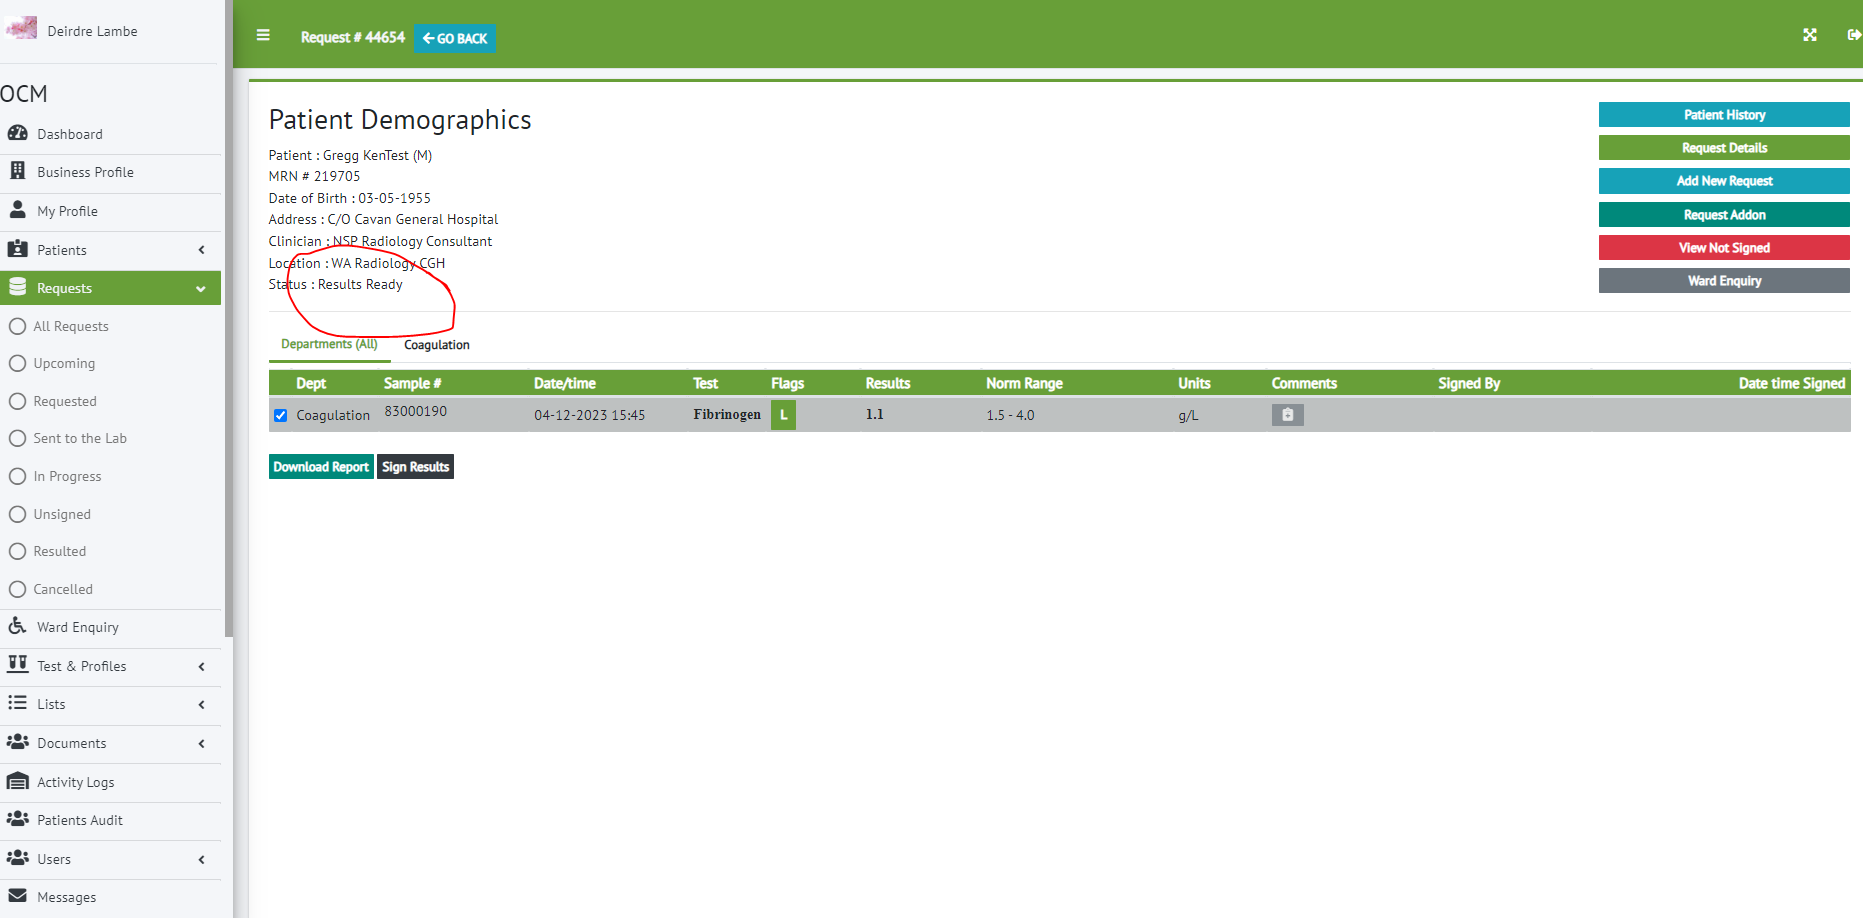 Deirdre Lambe
OCM
Dashboard
Business Profile
My Profile
Patients
Requests
All Requests
Upcoming
Requested
Sent to the Lab
In Progress
Unsigned
Resulted
Cancelled
Ward Enquiry
Test & Profiles
Lists
Documents
Activity Logs
Patients Audit
Users
Messages
Request # 44654 GO BACK
Patient Demographics
Patient : Gregg KenTest (M)
MRN # 219705
Date of Birth : 03-05-1955
Address : C/O Cavan General Hospital
Clinician : NSP Radiology Consultant
Location : WA Radiology CGH
Status : Results Ready
Patient History
Request Details
Add New Request
Request Addon
View Not Signed
Ward Enquiry
Departments (All) Coagulation
Dept Sample # Date/time Test Flags Results Norm Range Units Comments Signed By Date time Signed
Coagulation 83000190 04-12-2023 15:45 Fibrinogen L 1.1 1.5 - 4.0 g/L
Download Report Sign Results